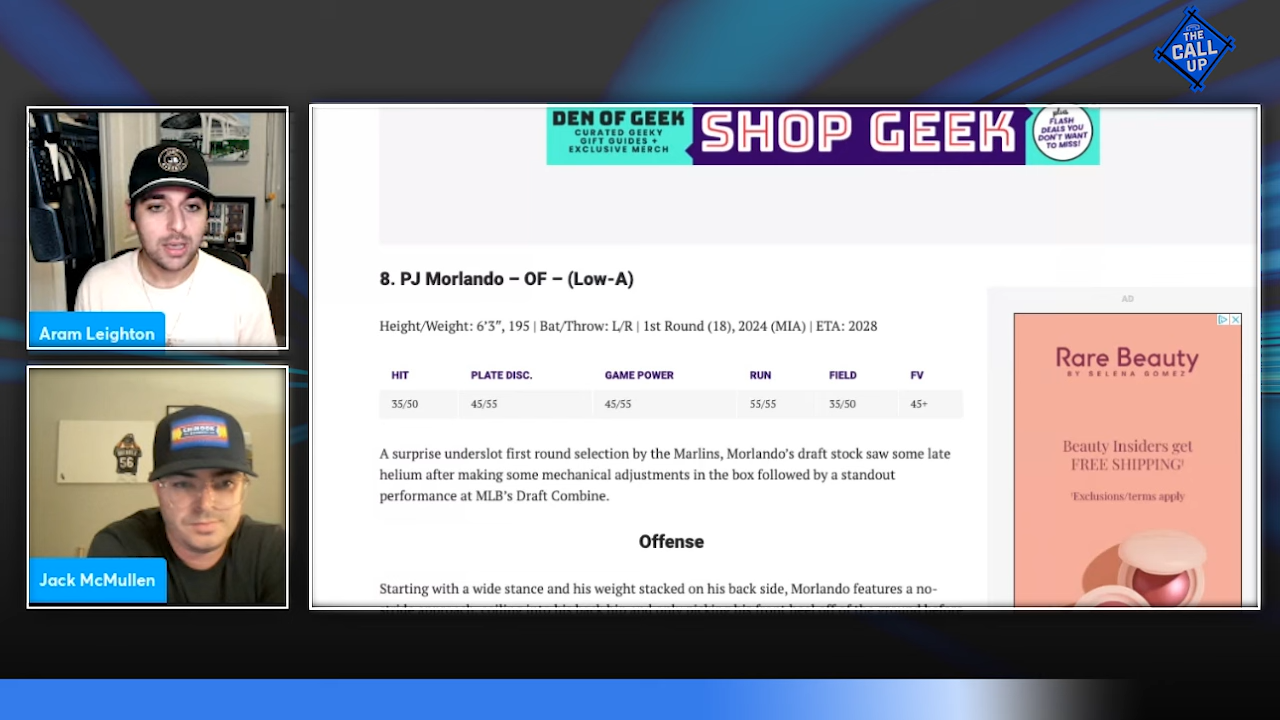 THE
CALL
UP
DEN OF GEEK
CURATED GEEKY
GIFT GUIDES +
EXCLUSIVE MERCH
SHOP GEEK
plus
FLASH
DEALS YOU
DON'T WANT
TO MISS!
Aram Leighton
56
Jack McMullen
8. PJ Morlando – OF – (Low-A)
Height/Weight: 6’3″, 195 | Bat/Throw: L/R | 1st Round (18), 2024 (MIA) | ETA: 2028
HIT PLATE DISC. GAME POWER RUN FIELD FV
35/50 45/55 45/55 55/55 35/50 45+
A surprise underslot first round selection by the Marlins, Morlando’s draft stock saw some late
helium after making some mechanical adjustments in the box followed by a standout
performance at MLB’s Draft Combine.
Offense
Starting with a wide stance and his weight stacked on his back side, Morlando features a no-
AD
Rare Beauty
BY SELENA GOMEZ
Beauty Insiders get
FREE SHIPPING†
†Exclusions/terms apply